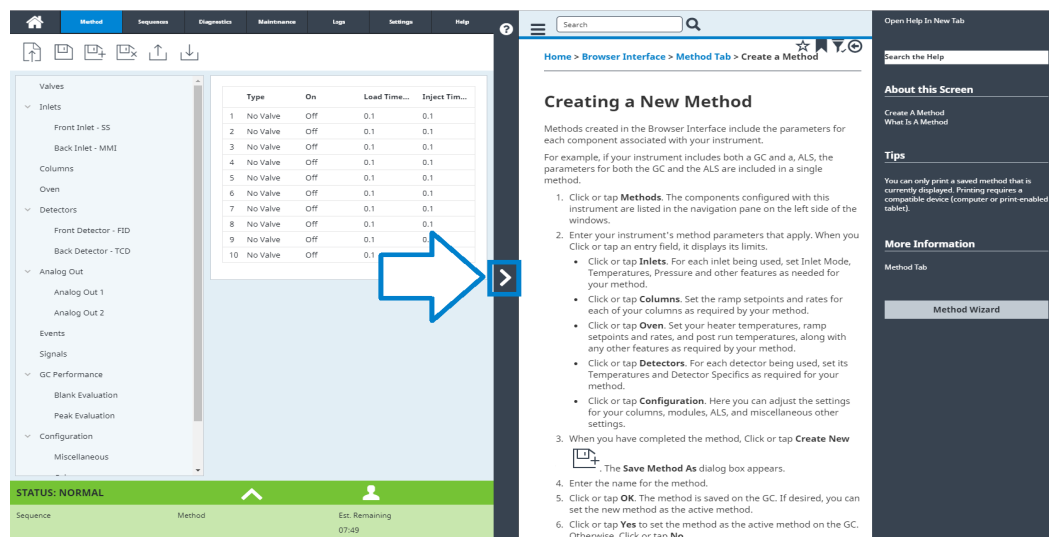 Method Sequences Diagnostics Maintenance Logs Settings Help
?
Valves
Inlets
Front Inlet - SS
Back Inlet - MMI
Columns
Oven
Detectors
Front Detector - FID
Back Detector - TCD
Analog Out
Analog Out 1
Analog Out 2
Events
Signals
GC Performance
Blank Evaluation
Peak Evaluation
Configuration
Miscellaneous
Type On Load Time... Inject Tim...
1 No Valve Off 0.1 0.1
2 No Valve Off 0.1 0.1
3 No Valve Off 0.1 0.1
4 No Valve Off 0.1 0.1
5 No Valve Off 0.1 0.1
6 No Valve Off 0.1 0.1
7 No Valve Off 0.1 0.1
8 No Valve Off 0.1 0.1
9 No Valve Off 0.1
10 No Valve Off 0.1
STATUS: NORMAL
Sequence Method Est. Remaining
07:49
Search
Home > Browser Interface > Method Tab > Create a Method
Creating a New Method
Methods created in the Browser Interface include the parameters for
each component associated with your instrument.
For example, if your instrument includes both a GC and a, ALS, the
parameters for both the GC and the ALS are included in a single
method.
1. Click or tap Methods. The components configured with this
instrument are listed in the navigation pane on the left side of the
windows.
2. Enter your instrument's method parameters that apply. When you
Click or tap an entry field, it displays its limits.
• Click or tap Inlets. For each inlet being used, set Inlet Mode,
Temperatures, Pressure and other features as needed for
your method.
• Click or tap Columns. Set the ramp setpoints and rates for
each of your columns as required by your method.
• Click or tap Oven. Set your heater temperatures, ramp
setpoints and rates, and post run temperatures, along with
any other features as required by your method.
• Click or tap Detectors. For each detector being used, set its
Temperatures and Detector Specifics as required for your
method.
• Click or tap Configuration. Here you can adjust the settings
for your columns, modules, ALS, and miscellaneous other
settings.
3. When you have completed the method, Click or tap Create New
. The Save Method As dialog box appears.
4. Enter the name for the method.
5. Click or tap OK. The method is saved on the GC. If desired, you can
set the new method as the active method.
6. Click or tap Yes to set the method as the active method on the GC.
Otherwise, Click or tap No.
Open Help In New Tab
Search the Help
About this Screen
Create A Method
What Is A Method
Tips
You can only print a saved method that is
currently displayed. Printing requires a
compatible device (computer or print-enabled
tablet).
More Information
Method Tab
Method Wizard